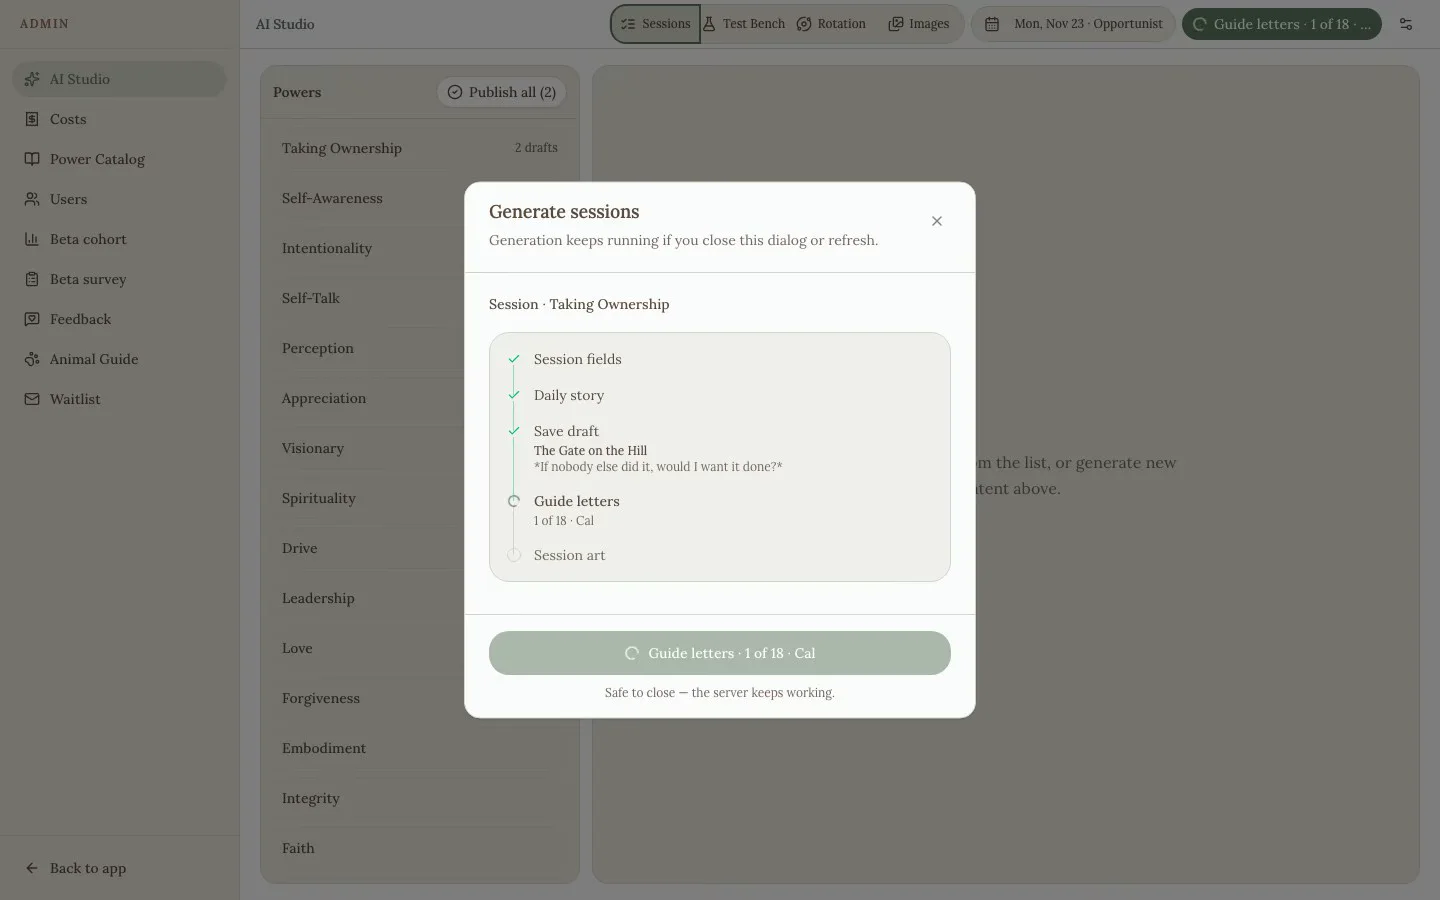 ADMIN
AI Studio
Costs
Power Catalog
Users
Beta cohort
Beta survey
Feedback
Animal Guide
Waitlist
Back to app
AI Studio
Sessions
Test Bench
Rotation
Images
Mon, Nov 23 · Opportunist
Guide letters · 1 of 18 · ...
Powers
Publish all (2)
Taking Ownership
2 drafts
Self-Awareness
Intentionality
Self-Talk
Perception
Appreciation
Visionary
Spirituality
Drive
Leadership
Love
Forgiveness
Embodiment
Integrity
Faith
om the list, or generate new
ntent above.
Generate sessions
Generation keeps running if you close this dialog or refresh.
Session · Taking Ownership
Session fields
Daily story
Save draft
The Gate on the Hill
*If nobody else did it, would I want it done?*
Guide letters
1 of 18 · Cal
Session art
Guide letters · 1 of 18 · Cal
Safe to close — the server keeps working.